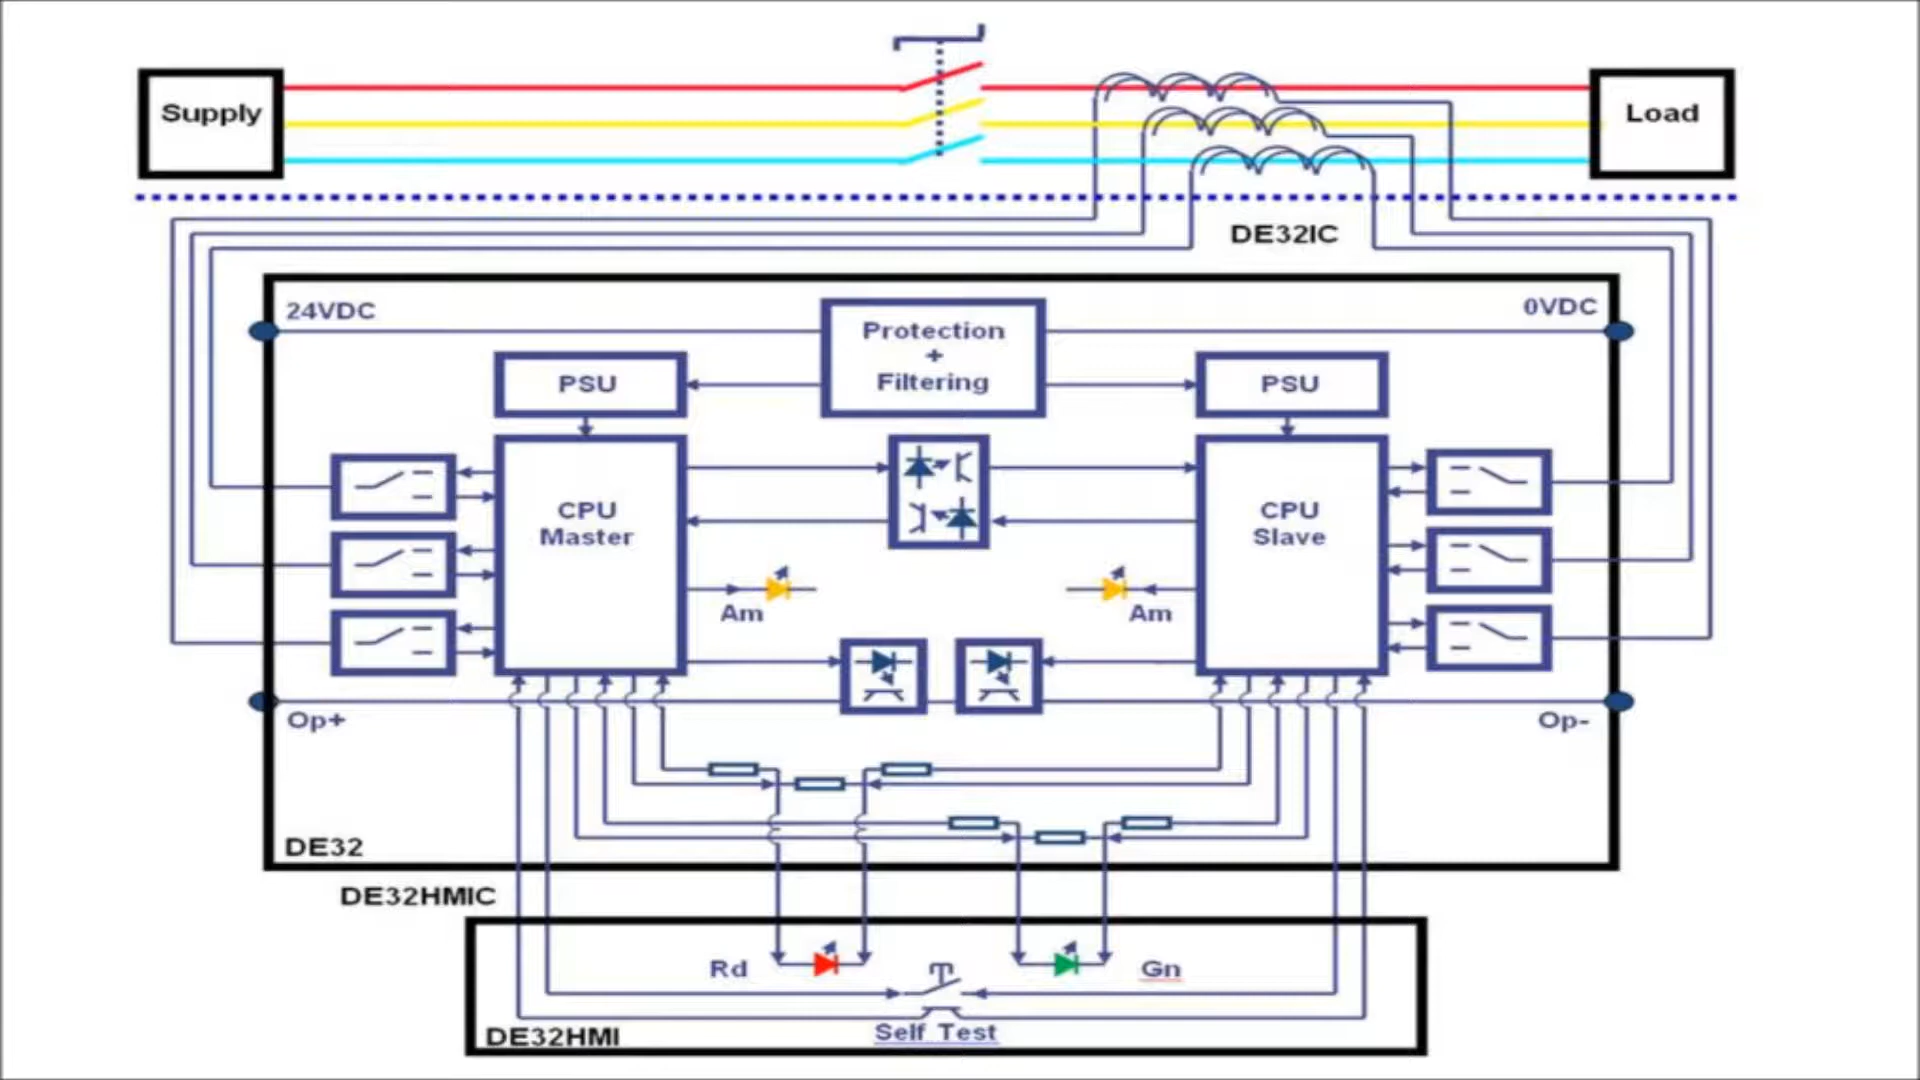 Supply
Load
DE32IC
24VDC
0VDC
Protection
+
Filtering
PSU
PSU
CPU
Master
CPU
Slave
Am
Am
Op+
Op-
DE32
DE32HMIC
Rd
Gn
Self Test
DE32HMI